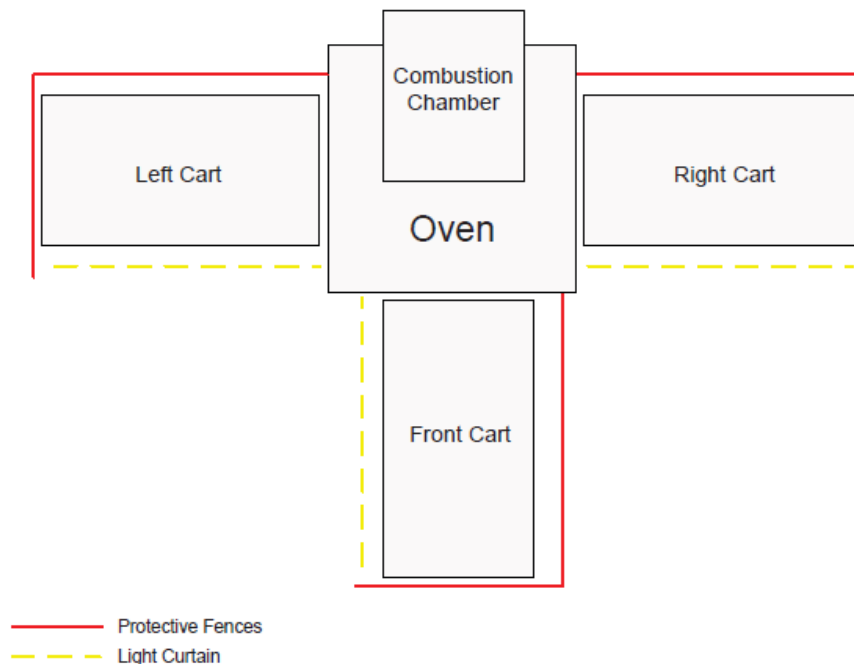 Combustion
Chamber
Left Cart
Right Cart
Oven
Front Cart
Protective Fences
Light Curtain